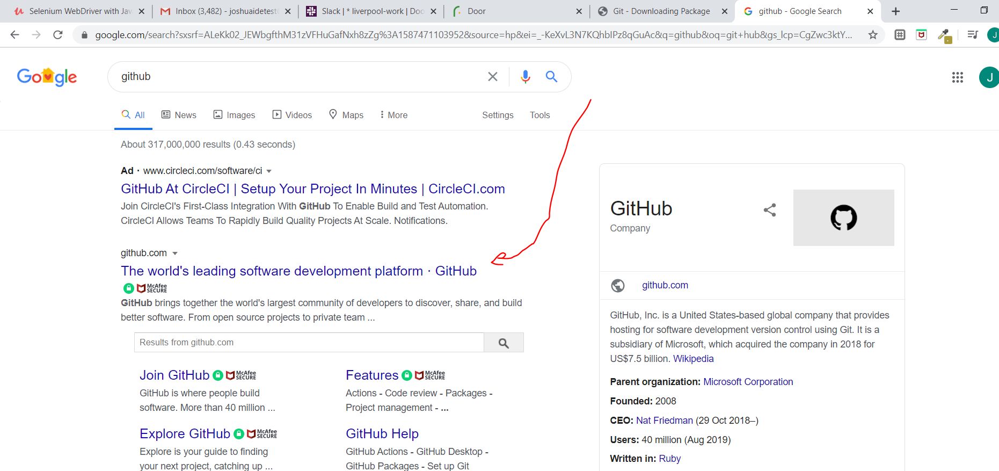 Selenium WebDriver with Jav
Inbox (3,482) - joshuaidetest
Slack | * liverpool-work | Doo
Door
Git - Downloading Package
github - Google Search
google.com/search?sxsrf=ALeKk02_JEWbgfthM31zVFHuGafNxh8zZg%3A1587471103952&source=hp&ei=_-KeXvL3N7KQhbIPz8qGuAc&q=github&oq=git+hub&gs_lcp=CgZwc3ktY...
J
Google
github
J
All
News
Images
Videos
Maps
More
Settings
Tools
About 317,000,000 results (0.43 seconds)
Ad · www.circleci.com/software/ci
GitHub At CircleCI | Setup Your Project In Minutes | CircleCI.com
Join CircleCI's First-Class Integration With GitHub To Enable Build and Test Automation.
CircleCI Allows Teams To Rapidly Build Quality Projects At Scale. Notifications.
github.com
The world's leading software development platform · GitHub
McAfee
SECURE
GitHub brings together the world's largest community of developers to discover, share, and build
better software. From open source projects to private team ...
Results from github.com
Join GitHub
McAfee
SECURE
GitHub is where people build
software. More than 40 million ...
Features
McAfee
SECURE
Actions - Code review - Packages -
Project management - ...
Explore GitHub
McAfee
SECURE
Explore is your guide to finding
your next project, catching up ...
GitHub Help
GitHub Actions - GitHub Desktop -
GitHub Packages - Set up Git
GitHub
Company
github.com
GitHub, Inc. is a United States-based global company that provides
hosting for software development version control using Git. It is a
subsidiary of Microsoft, which acquired the company in 2018 for
US$7.5 billion. Wikipedia
Parent organization: Microsoft Corporation
Founded: 2008
CEO: Nat Friedman (29 Oct 2018–)
Users: 40 million (Aug 2019)
Written in: Ruby